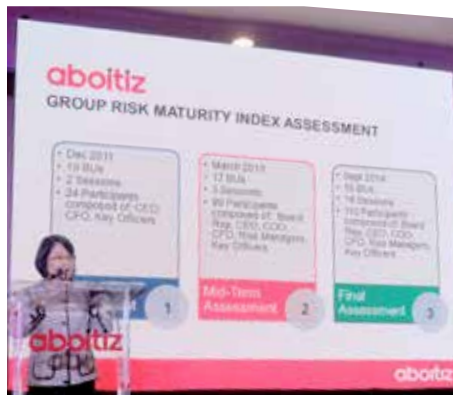 aboitiz
GROUP RISK MATURITY INDEX ASSESSMENT
• Dec 2011
• 2 Sessions
• 24 Participants
composed of: CEO,
CFO, Key Officers
1
• March 2013
• 12 BUs
• 5 Sessions
Participants
composed of: Board
Rep, CEO, COO,
CFO, Risk Managers,
Key Officers
Mid-Term
Assessment
2
• Sept 2014
BUs
Participants
composed of: Board
Rep, CEO, COO,
CFO, Risk Managers,
Key Officers
Final
Assessment
3
aboitiz
aboitiz